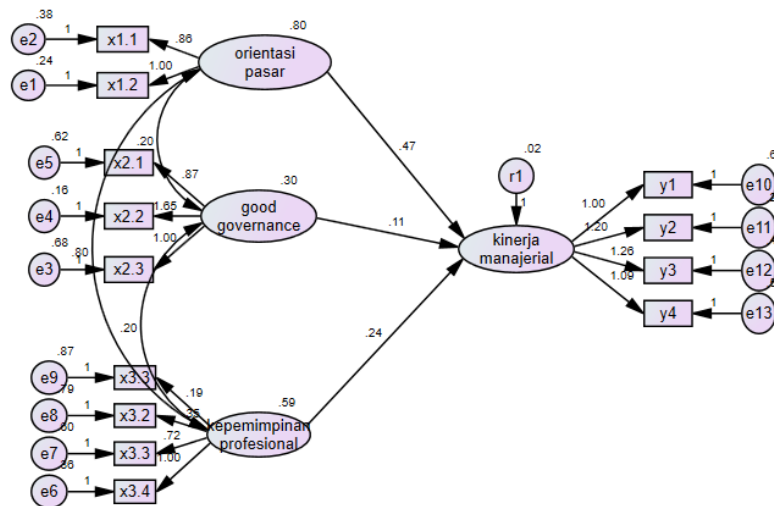 .38
e2
1
x1.1
.86
.80
orientasi
pasar
.24
e1
1
x1.2
1.00
.62
e5
1
x2.1
.20
.87
.47
.02
r1
1
.16
e4
1
x2.2
1.65
.30
good
governance
.11
.68
e3
1
x2.3
1.00
.80
kinerja
manajerial
1.00
y1
1
e10
1.20
y2
1
e11
1.26
y3
1
e12
1.09
y4
1
e13
.20
.24
.87
e9
1
x3.3
.19
.59
.79
e8
1
x3.2
.35
kepemimpinan
profesional
.60
e7
1
x3.3
.72
e6
1
x3.4
1.00